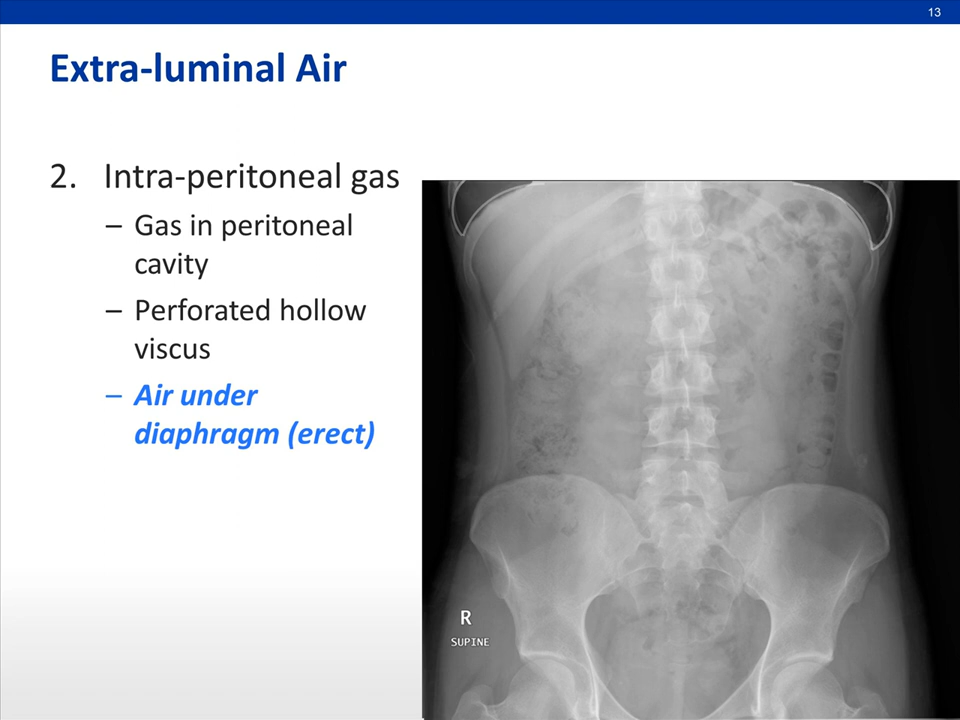 13
Extra-luminal Air
2. Intra-peritoneal gas
– Gas in peritoneal
cavity
– Perforated hollow
viscus
– Air under
diaphragm (erect)
R
SUPINE